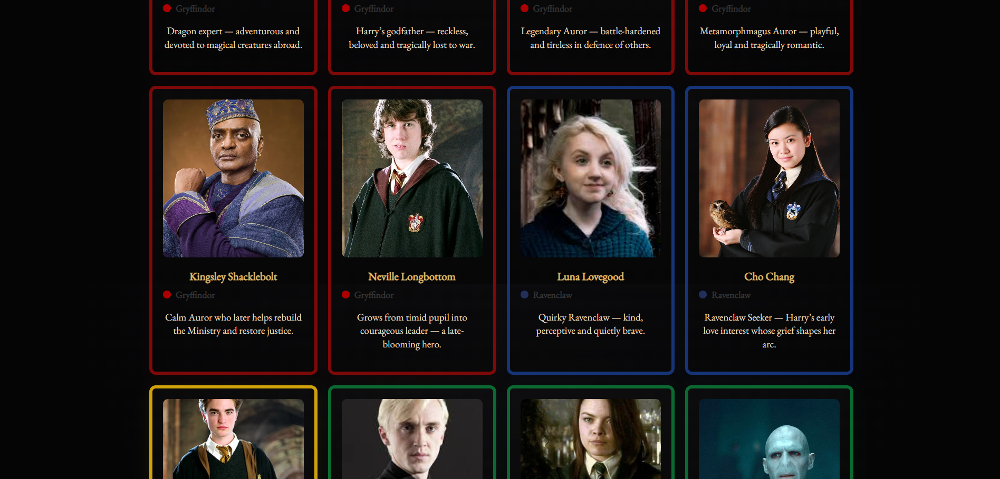 Gryffindor
Dragon expert — adventurous and
devoted to magical creatures abroad.
Gryffindor
Harry’s godfather — reckless,
beloved and tragically lost to war.
Gryffindor
Legendary Auror — battle-hardened
and tireless in defence of others.
Gryffindor
Metamorphmagus Auror — playful,
loyal and tragically romantic.
Kingsley Shacklebolt
Gryffindor
Calm Auror who later helps rebuild
the Ministry and restore justice.
Neville Longbottom
Gryffindor
Grows from timid pupil into
courageous leader — a late-
blooming hero.
Luna Lovegood
Ravenclaw
Quirky Ravenclaw — kind,
perceptive and quietly brave.
Cho Chang
Ravenclaw
Ravenclaw Seeker — Harry’s early
love interest whose grief shapes her
arc.